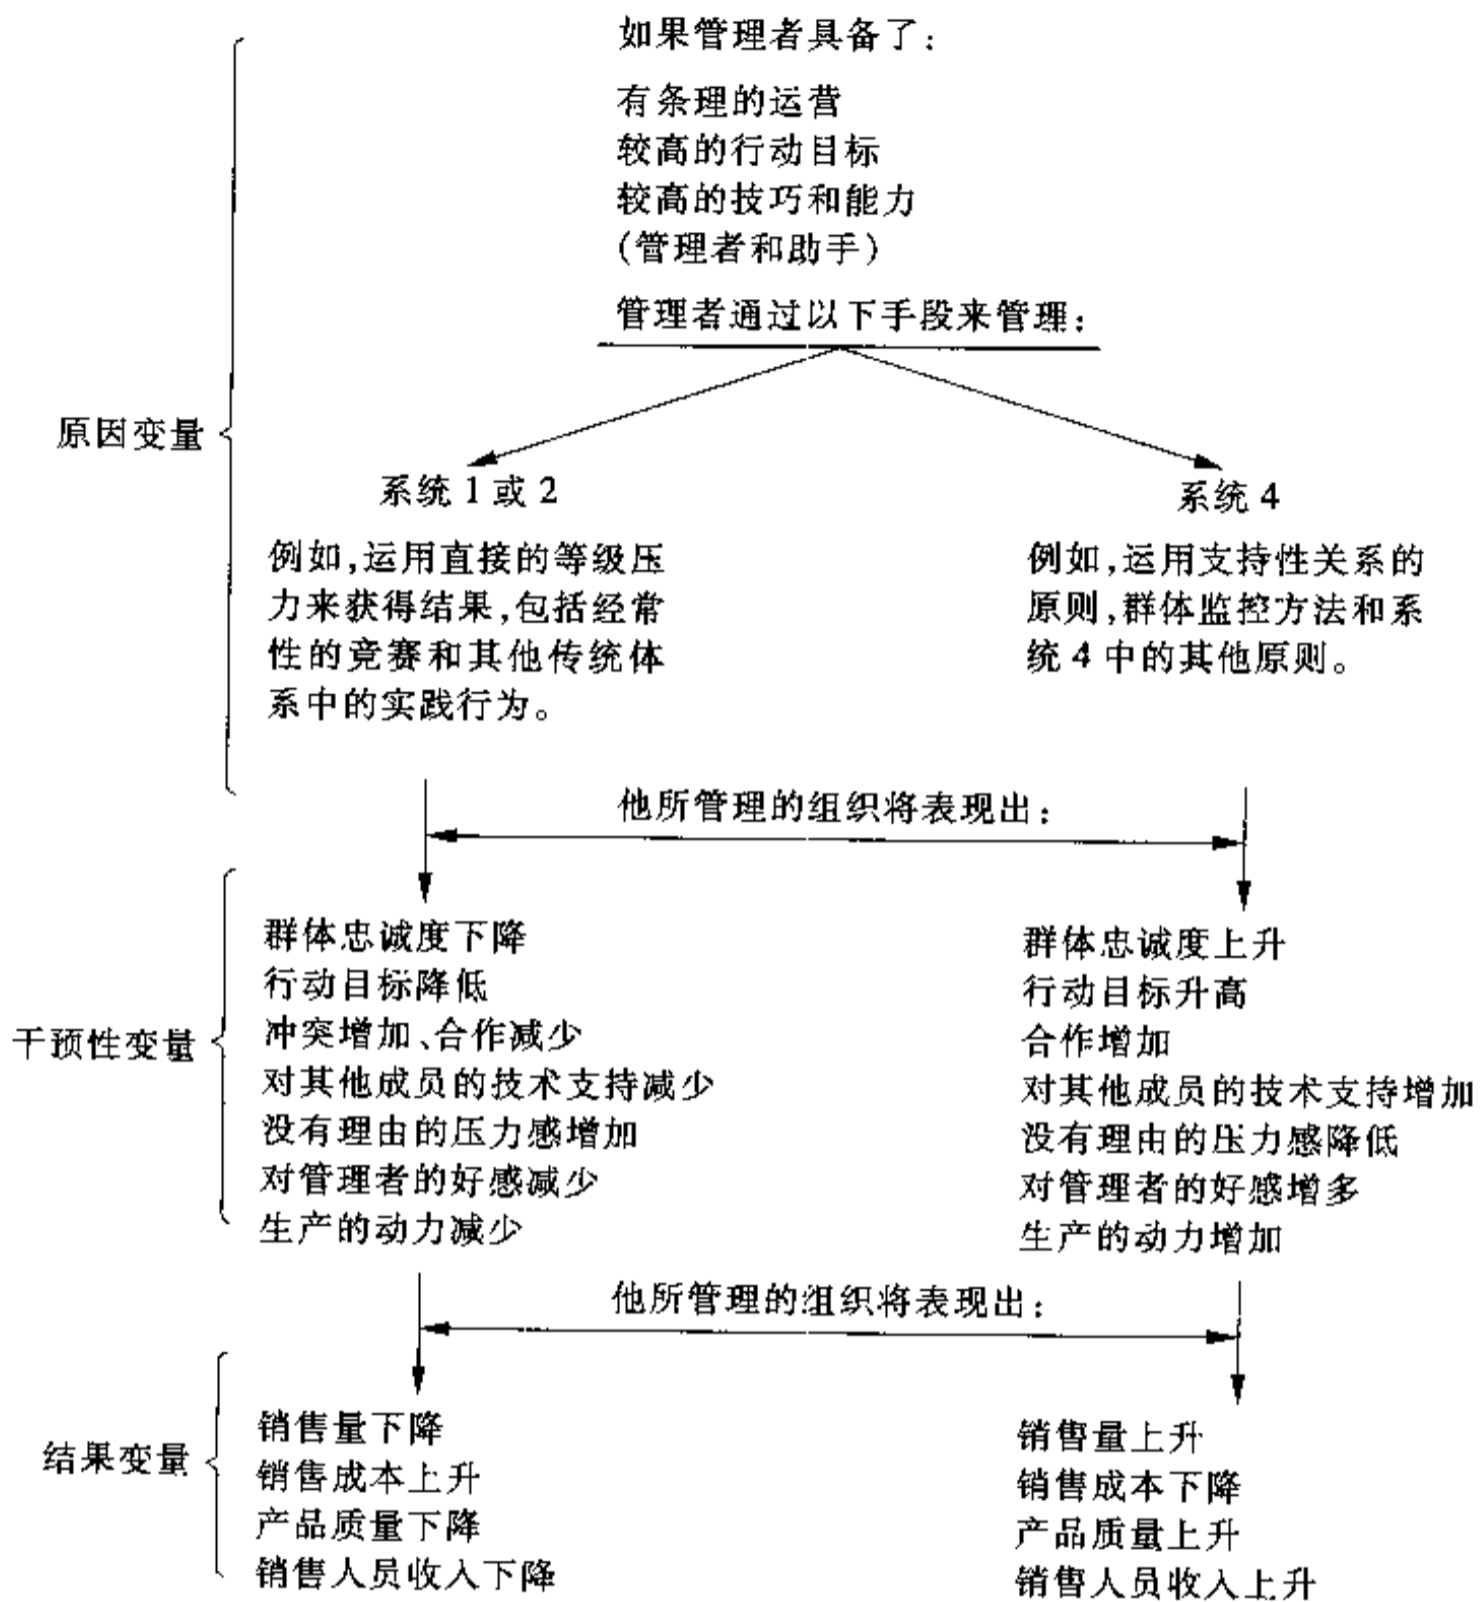 如果管理者具备了：
有条理的运营
较高的行动目标
较高的技巧和能力
（管理者和助手）
管理者通过以下手段来管理：
原因变量
系统 1 或 2
例如，运用直接的等级压
力来获得结果，包括经常
性的竞赛和其他传统体
系中的实践行为。
系统 4
例如，运用支持性关系的
原则，群体监控方法和系
统 4 中的其他原则。
他所管理的组织将表现出：
干预性变量
群体忠诚度下降
行动目标降低
冲突增加、合作减少
对其他成员的技术支持减少
没有理由的压力感增加
对管理者的好感减少
生产的动力减少
群体忠诚度上升
行动目标升高
合作增加
对其他成员的技术支持增加
没有理由的压力感降低
对管理者的好感增多
生产的动力增加
他所管理的组织将表现出：
结果变量
销售量下降
销售成本上升
产品质量下降
销售人员收入下降
销售量上升
销售成本下降
产品质量上升
销售人员收入上升